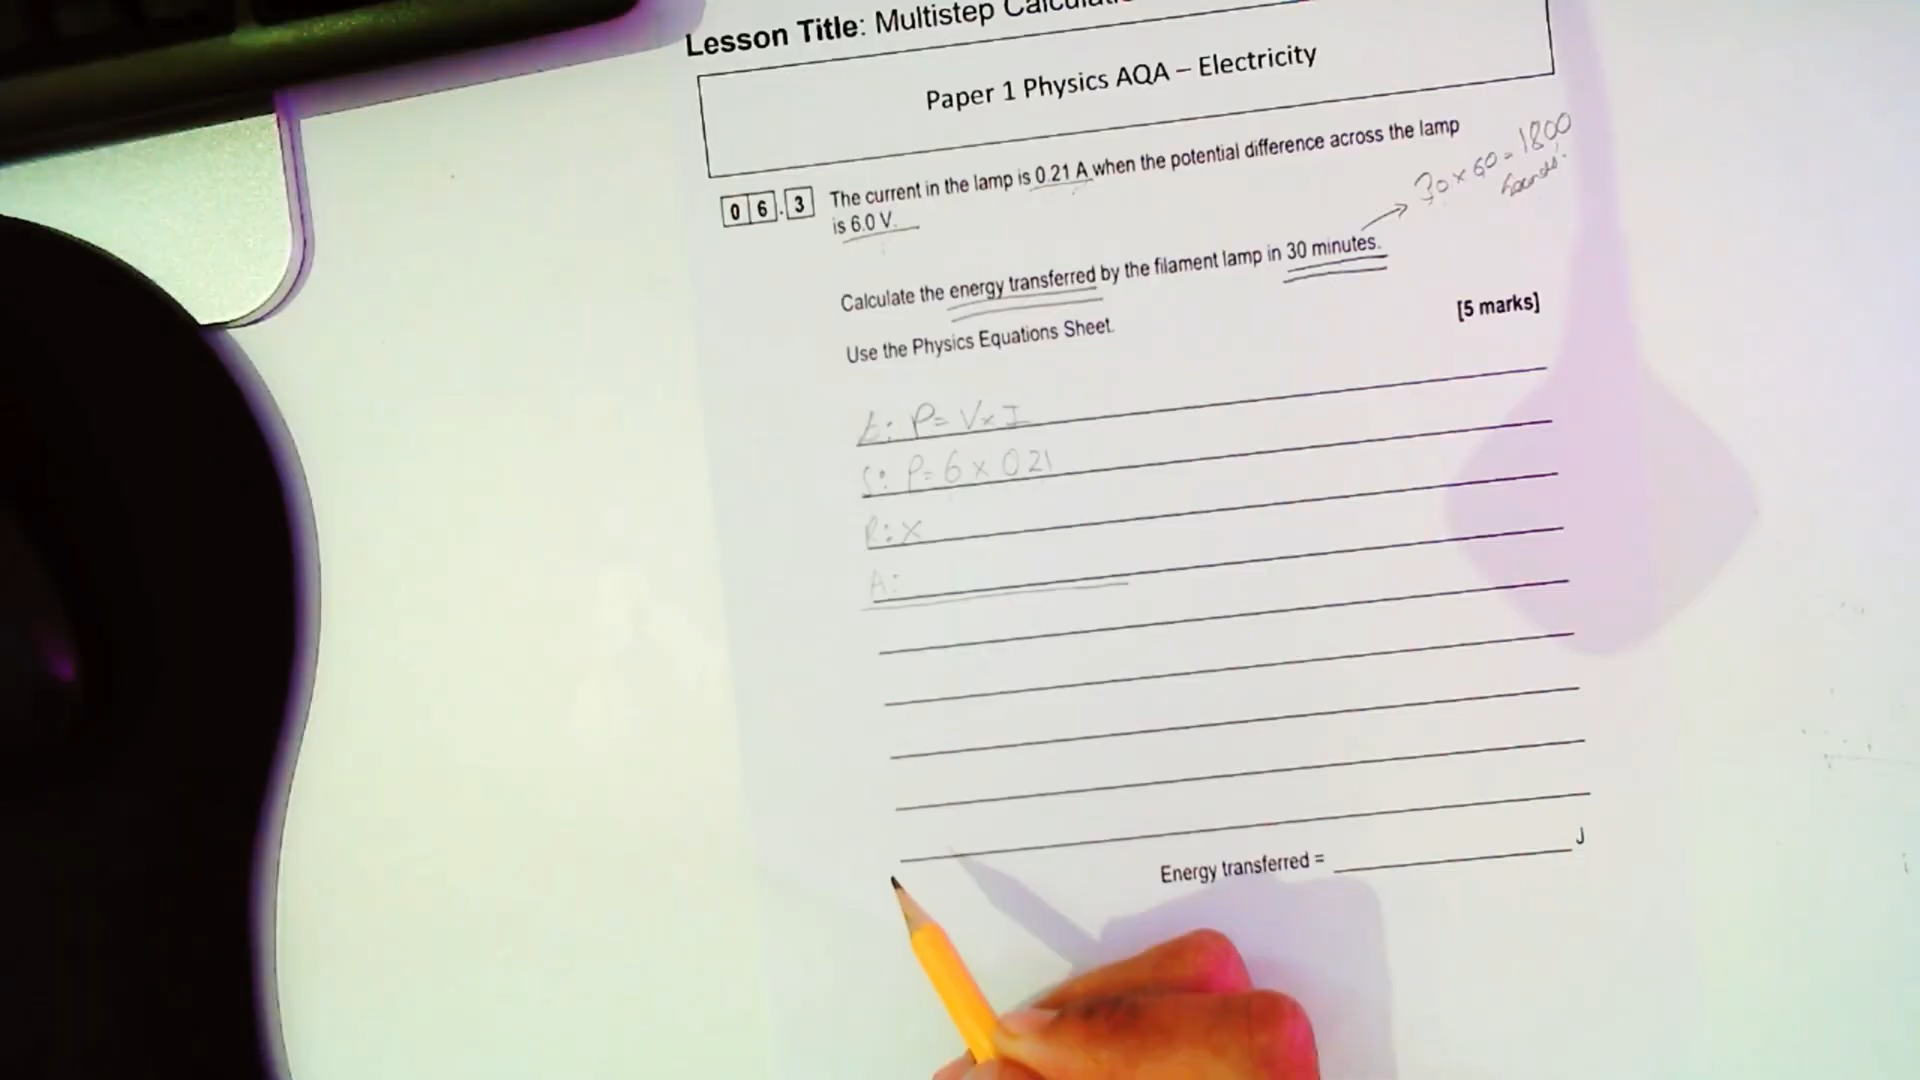 Lesson Title: Multistep
Paper 1 Physics AQA – Electricity
06.3 The current in the lamp is 0.21 A when the potential difference across the lamp
is 6.0 V.
30 × 60 = 1800
Calculate the energy transferred by the filament lamp in 30 minutes.
[5 marks]
Use the Physics Equations Sheet.
E: P = V × I
S: P = 6 × 0.21
R: X
A:
Energy transferred = J